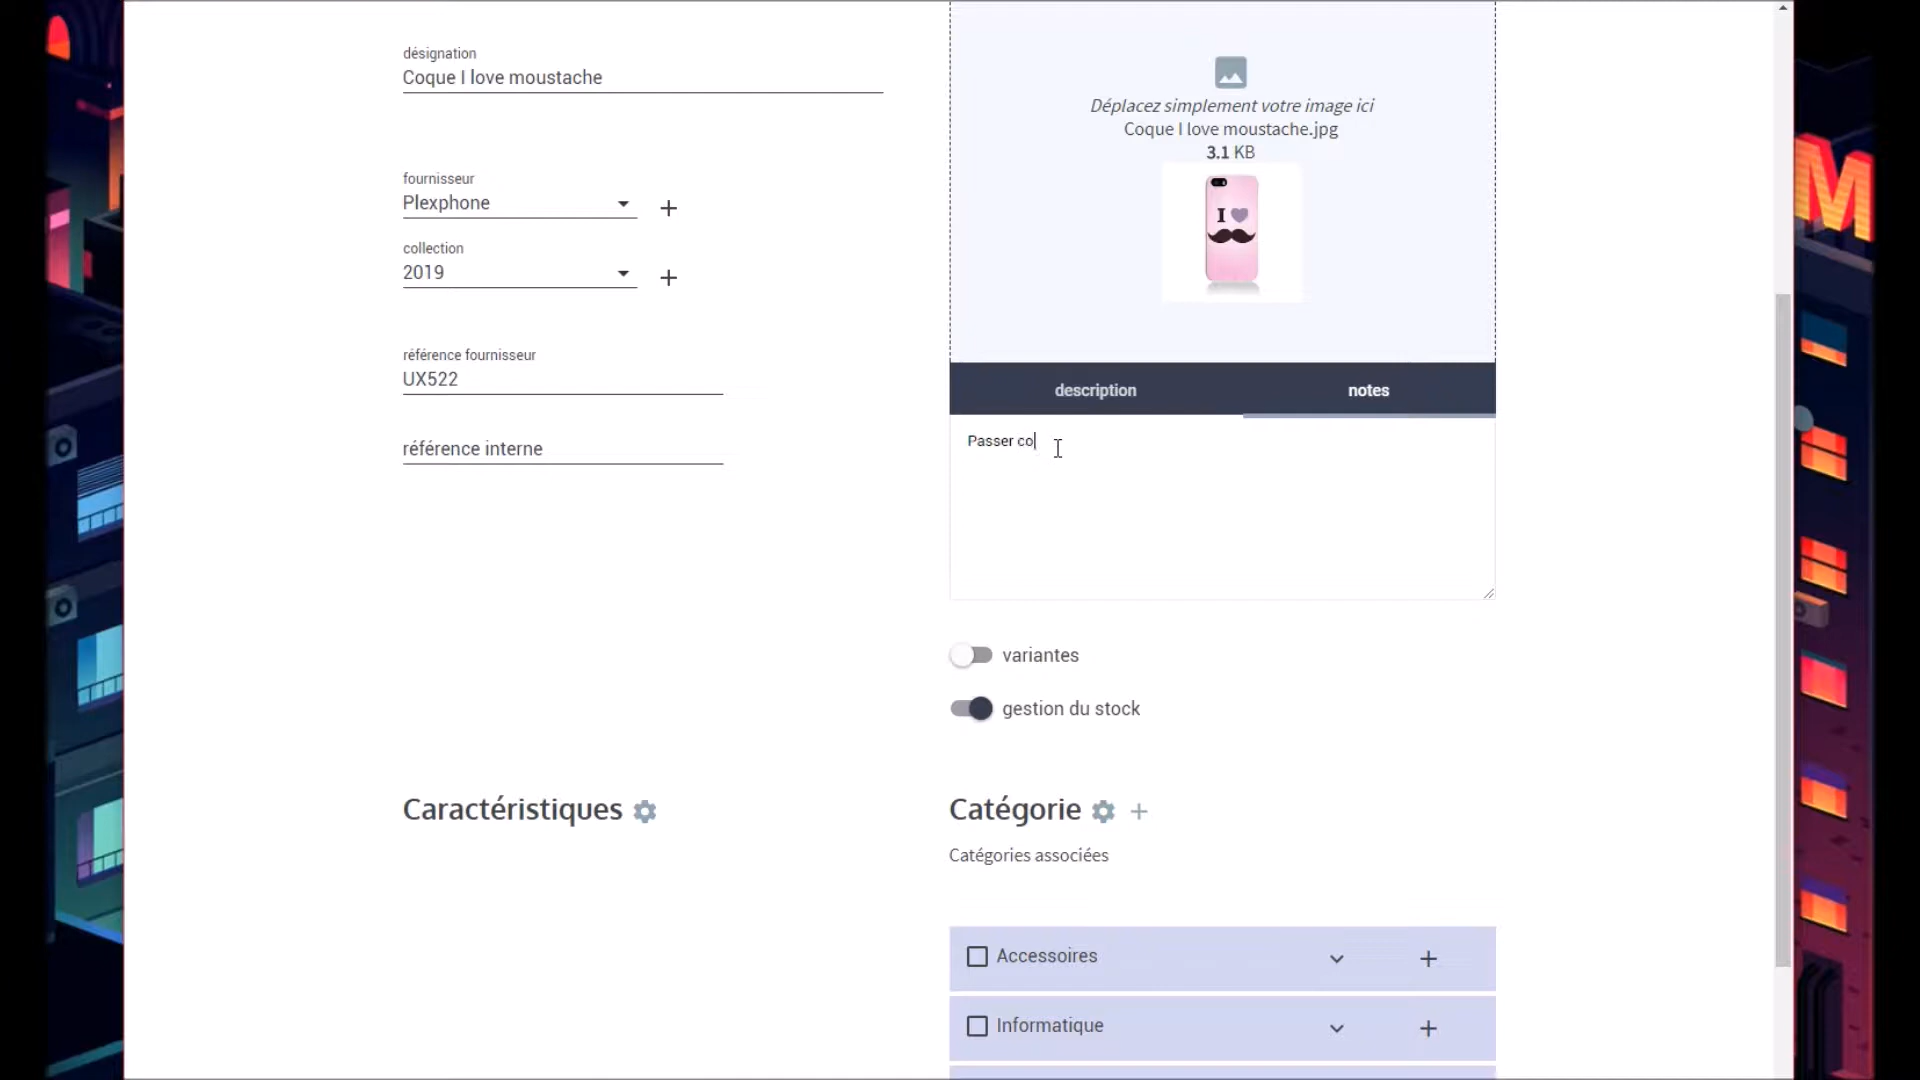 désignation
Coque I love moustache
fournisseur
Plexphone
collection
2019
référence fournisseur
UX522
référence interne
Déplacez simplement votre image ici
Coque I love moustache.jpg
3.1 KB
I
description
notes
Passer co
variantes
gestion du stock
Caractéristiques
Catégorie
Catégories associées
Accessoires
Informatique
M